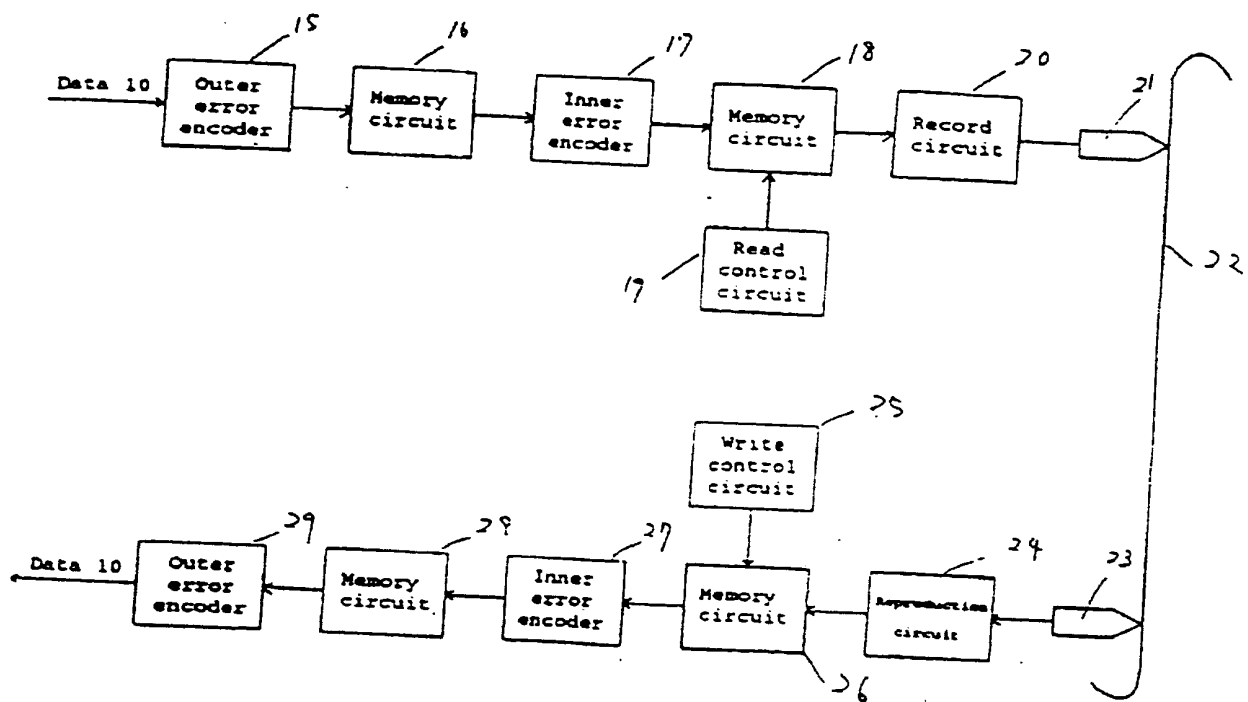 15
16
17
18
20
21
Data 10
Outer
error
encoder
Memory
circuit
Inner
error
encoder
Memory
circuit
Record
circuit
19
Read
control
circuit
22
25
Write
control
circuit
29
28
27
24
23
Data 10
Outer
error
encoder
Memory
circuit
Inner
error
encoder
Memory
circuit
Reproduction
circuit
26